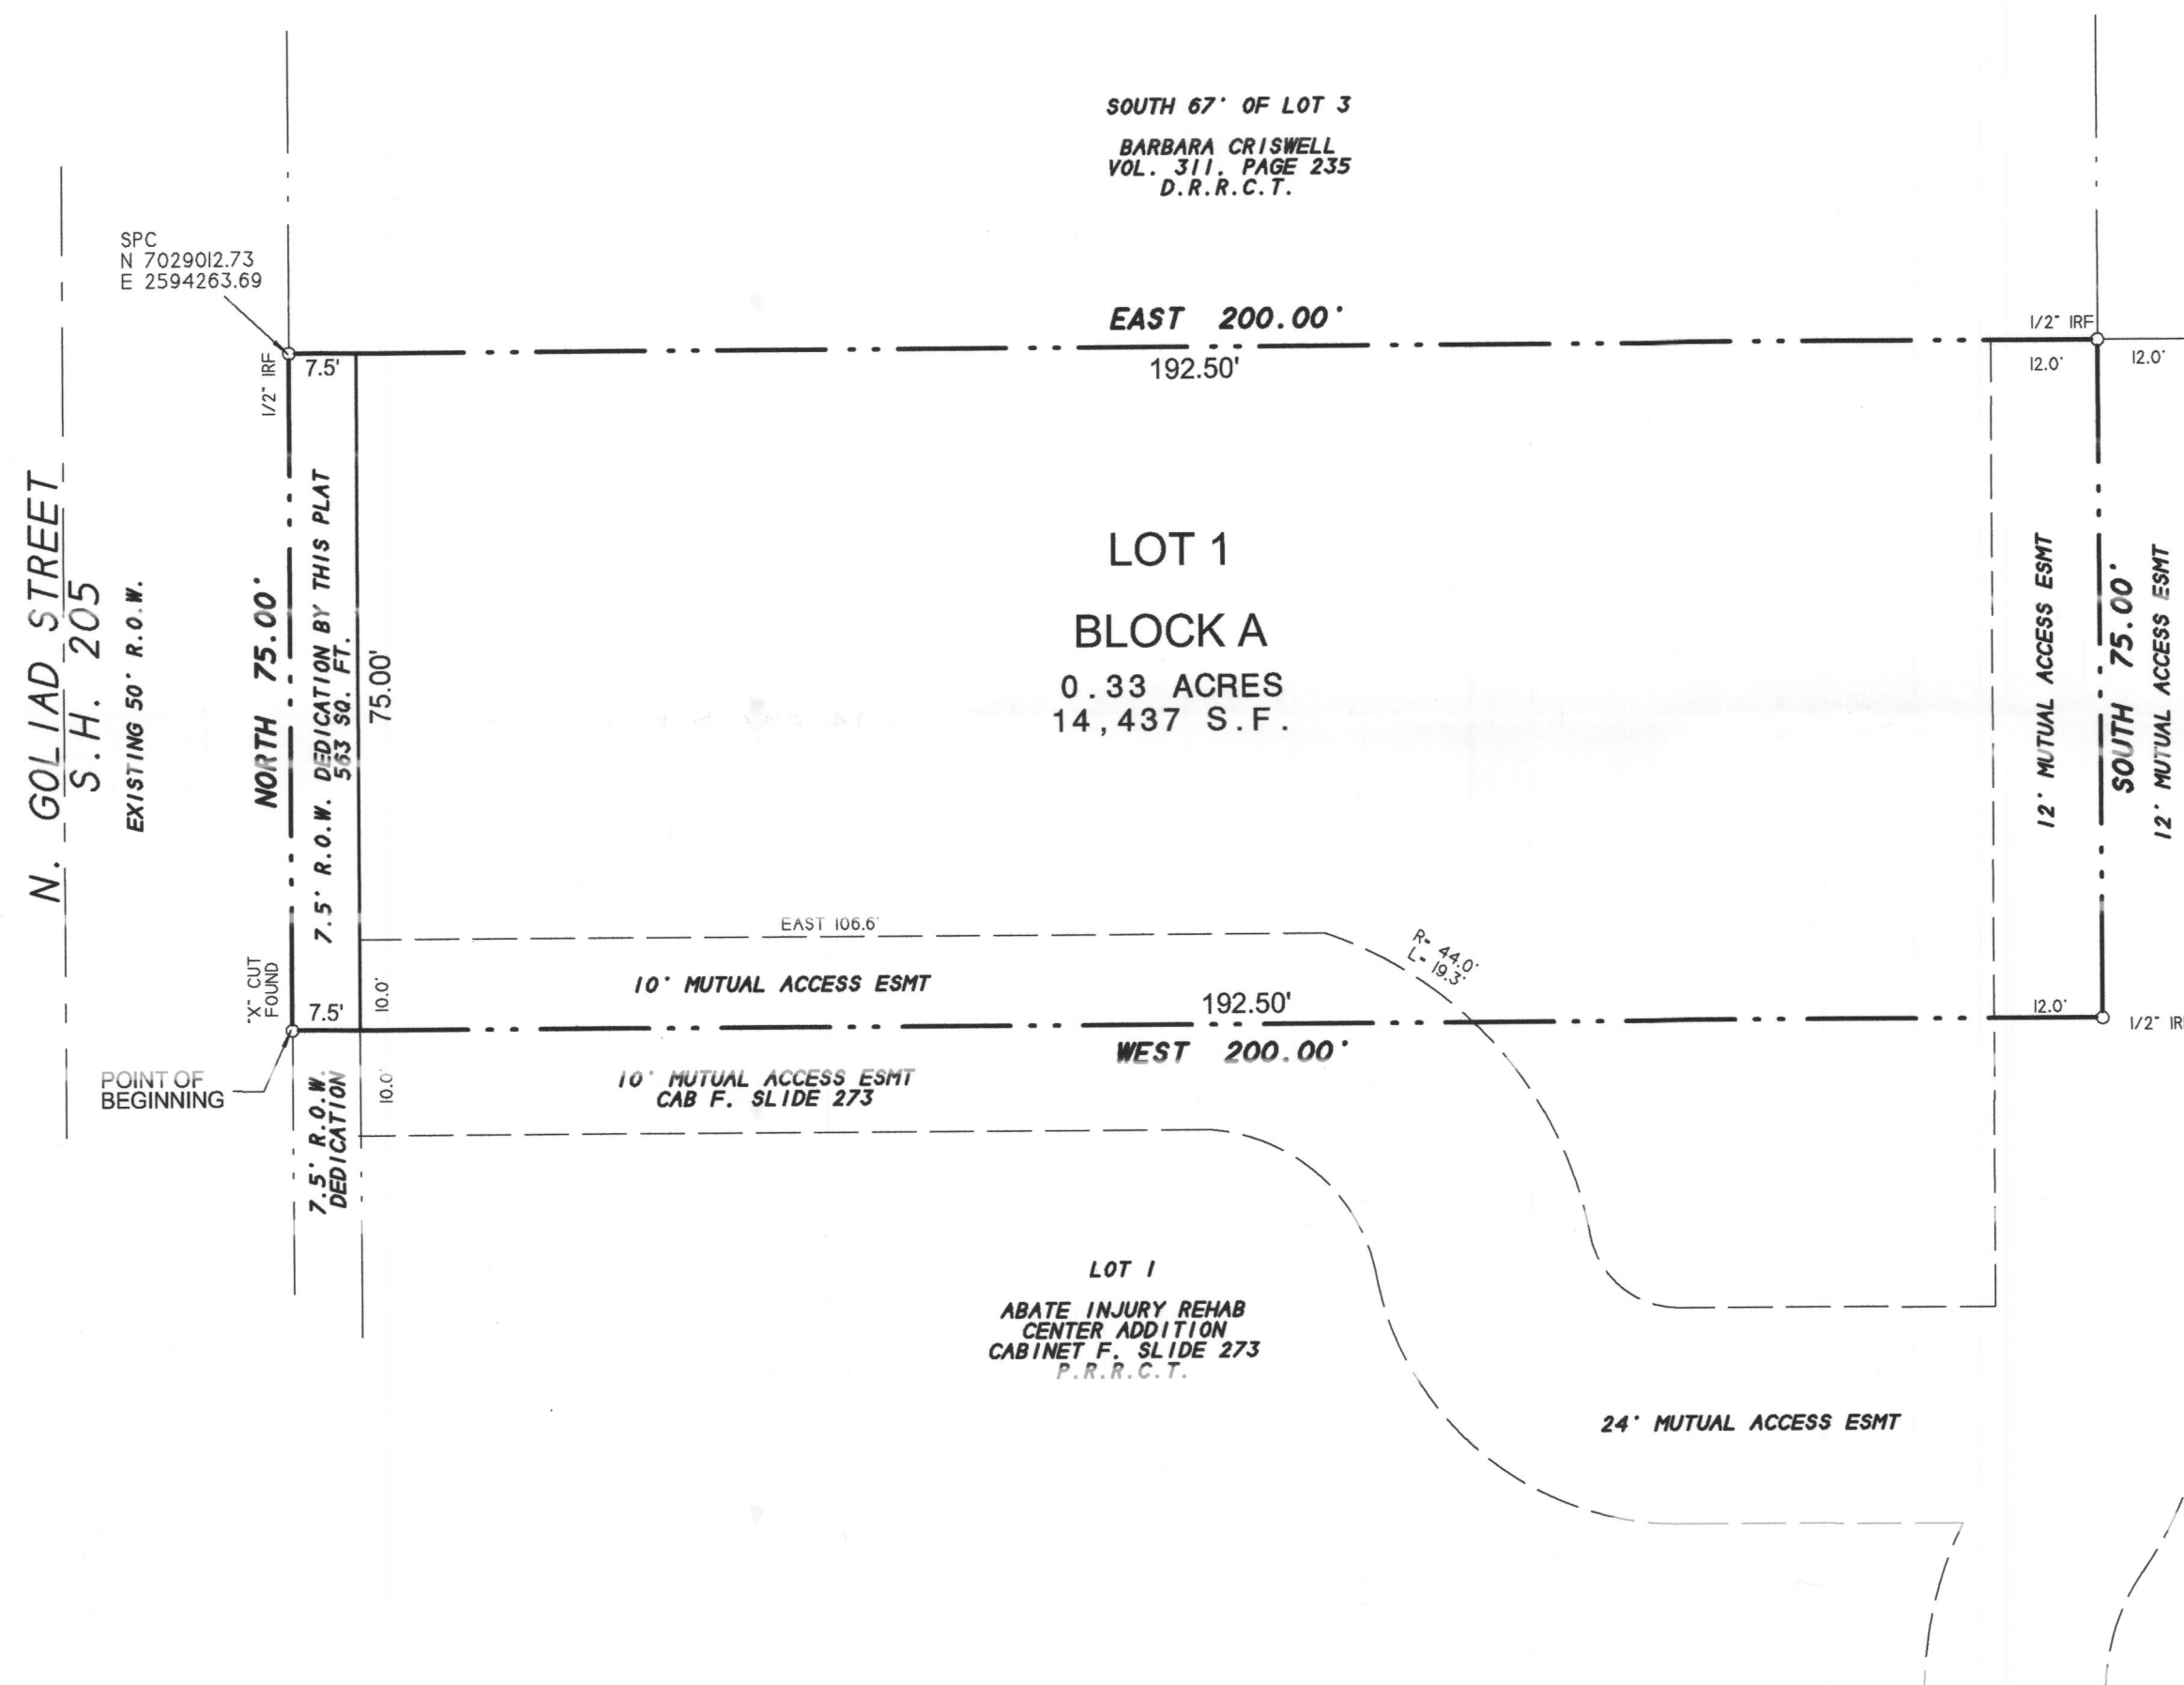 SOUTH 67' OF LOT 3
BARBARA CRISWELL
VOL. 311, PAGE 235
D.R.R.C.T.
SPC
N 7029012.73
E 2594263.69
EAST 200.00'
192.50'
1/2" IRF
12.0'
12.0'
7.5'
1/2" IRF
N. GOLIAD STREET
S.H. 205
EXISTING 50' R.O.W.
NORTH 75.00'
7.5' R.O.W. DEDICATION BY THIS PLAT
563 SQ. FT.
75.00'
LOT 1
BLOCK A
0.33 ACRES
14,437 S.F.
12' MUTUAL ACCESS ESMT
SOUTH 75.00'
12' MUTUAL ACCESS ESMT
EAST 106.6'
R= 44.0'
L= 19.3'
"X" CUT
FOUND
7.5'
10.0'
10' MUTUAL ACCESS ESMT
192.50'
12.0'
1/2" IR
WEST 200.00'
POINT OF
BEGINNING
10' MUTUAL ACCESS ESMT
CAB F. SLIDE 273
10.0'
7.5' R.O.W.
DEDICATION
LOT 1
ABATE INJURY REHAB
CENTER ADDITION
CABINET F. SLIDE 273
P.R.R.C.T.
24' MUTUAL ACCESS ESMT